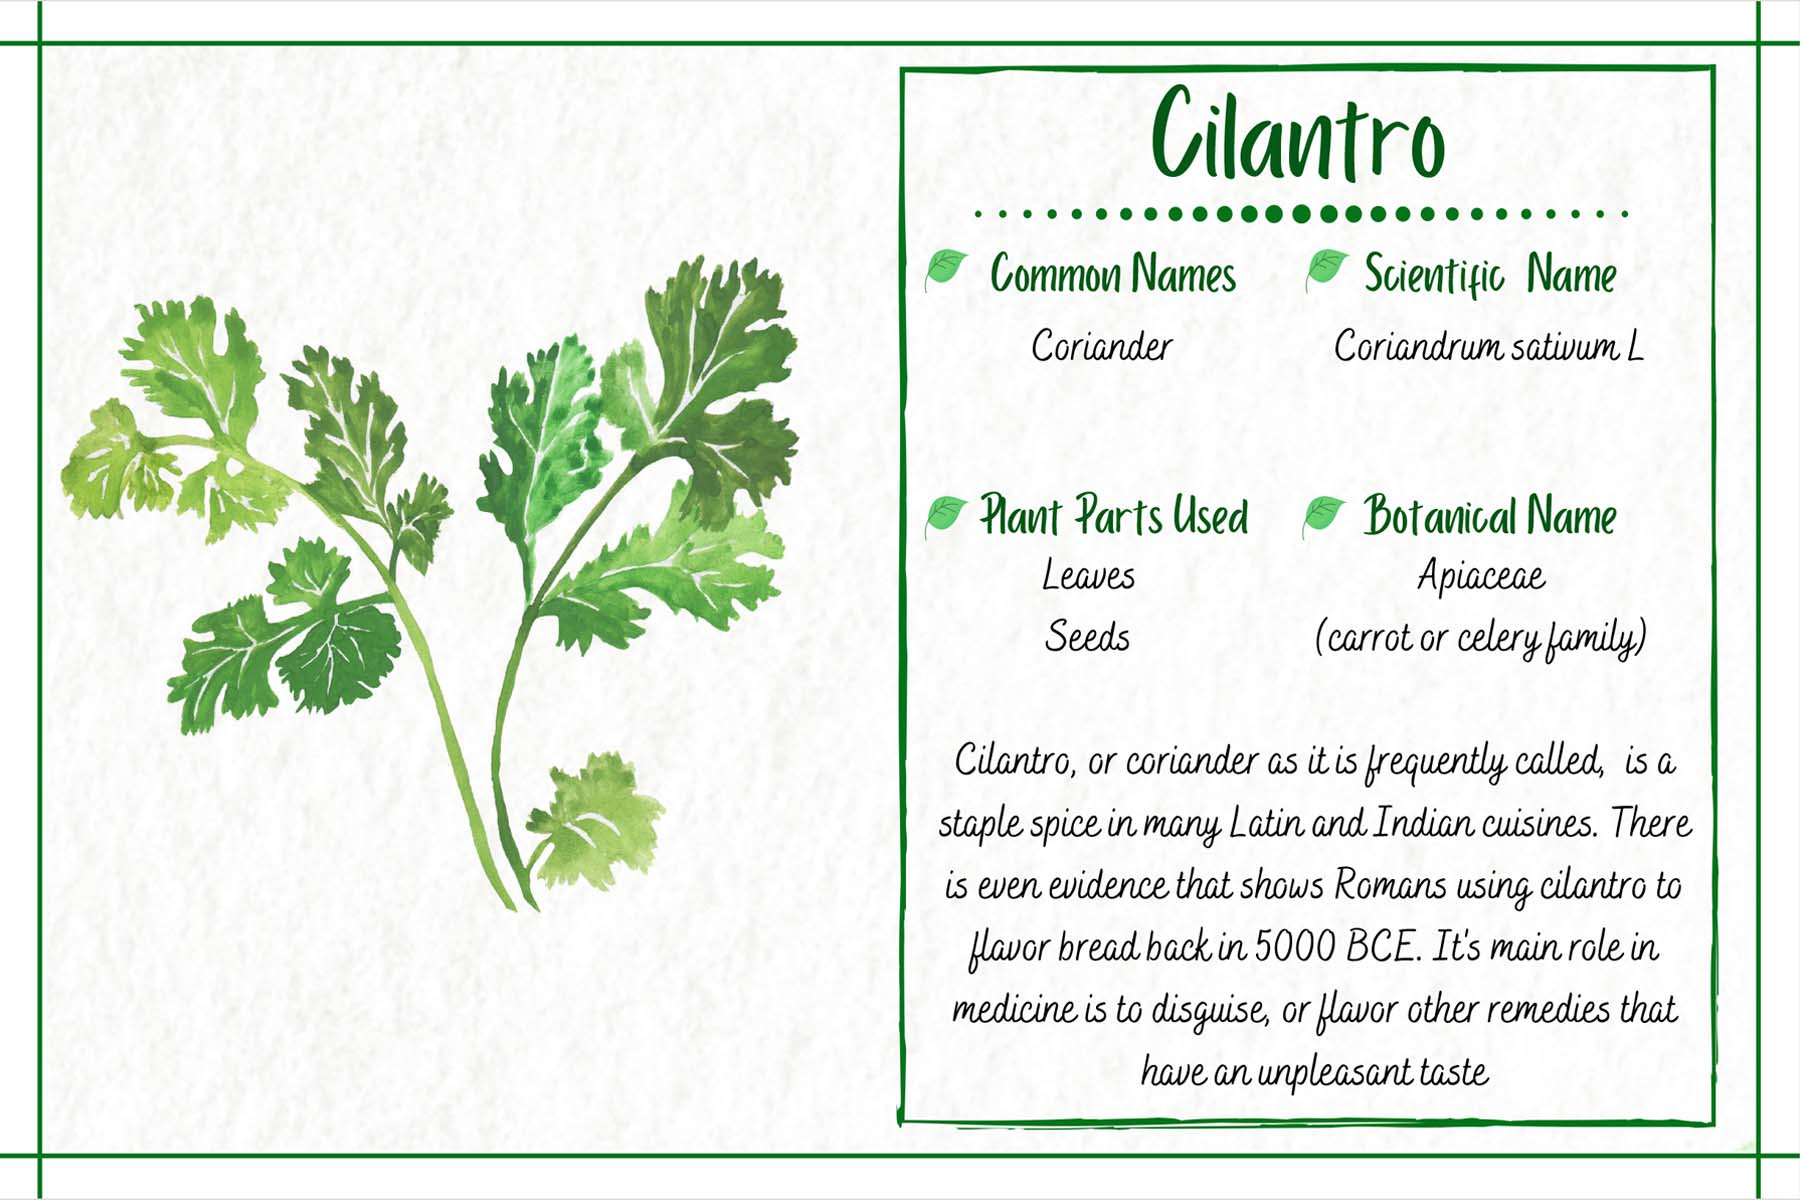 Cilantro
Common Names
Coriander
Scientific Name
Coriandrum sativum L
Plant Parts Used
Leaves
Seeds
Botanical Name
Apiaceae
(carrot or celery family)
Cilantro, or coriander as it is frequently called, is a
staple spice in many Latin and Indian cuisines. There
is even evidence that shows Romans using cilantro to
flavor bread back in 5000 BCE. It's main role in
medicine is to disguise, or flavor other remedies that
have an unpleasant taste